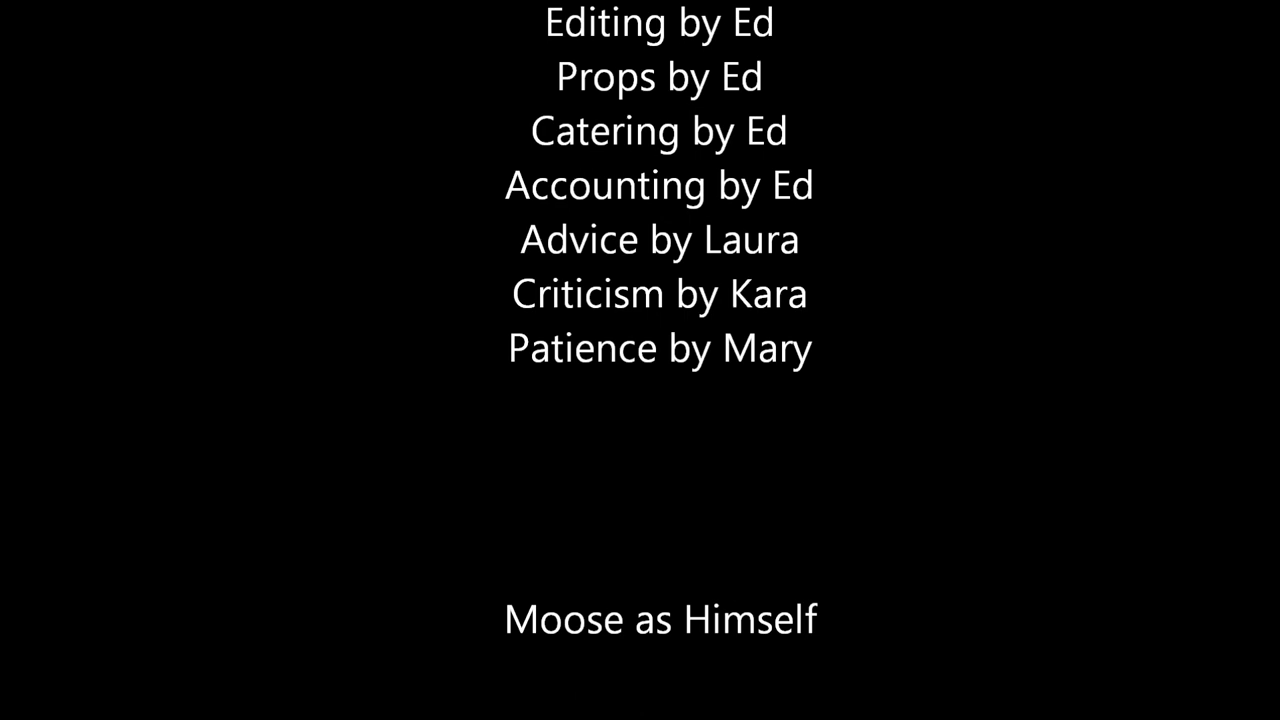 Editing by Ed
Props by Ed
Catering by Ed
Accounting by Ed
Advice by Laura
Criticism by Kara
Patience by Mary
Moose as Himself